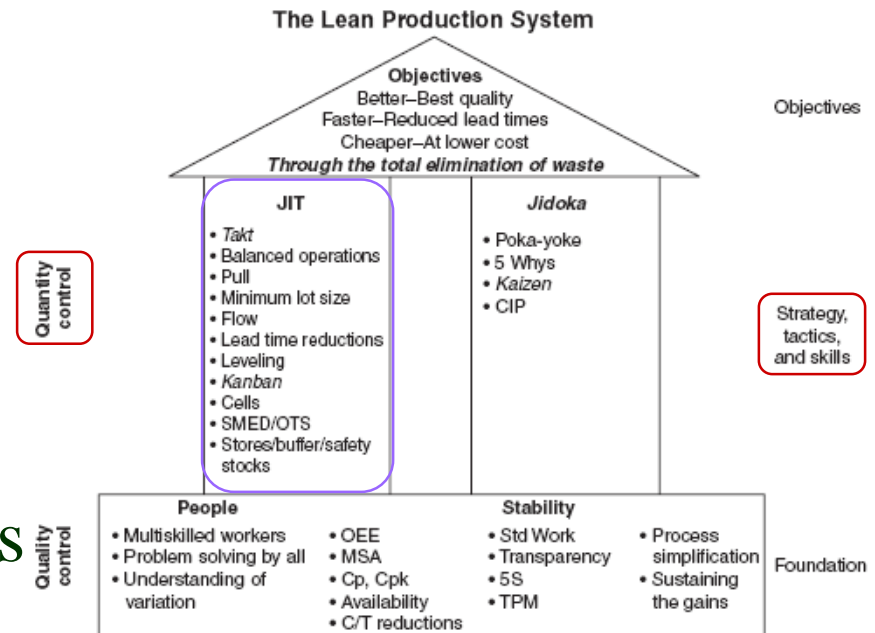 The Lean Production System
Objectives
Better–Best quality
Faster–Reduced lead times
Cheaper–At lower cost
Through the total elimination of waste
Objectives
JIT
• Takt
• Balanced operations
• Pull
• Minimum lot size
• Flow
• Lead time reductions
• Leveling
• Kanban
• Cells
• SMED/OTS
• Stores/buffer/safety
stocks
Jidoka
• Poka-yoke
• 5 Whys
• Kaizen
• CIP
Quantity
control
Strategy,
tactics,
and skills
s
Quality
control
People
• Multiskilled workers
• Problem solving by all
• Understanding of
variation
• OEE
• MSA
• Cp, Cpk
• Availability
• C/T reductions
Stability
• Std Work
• Transparency
• 5S
• TPM
• Process
simplification
• Sustaining
the gains
Foundation